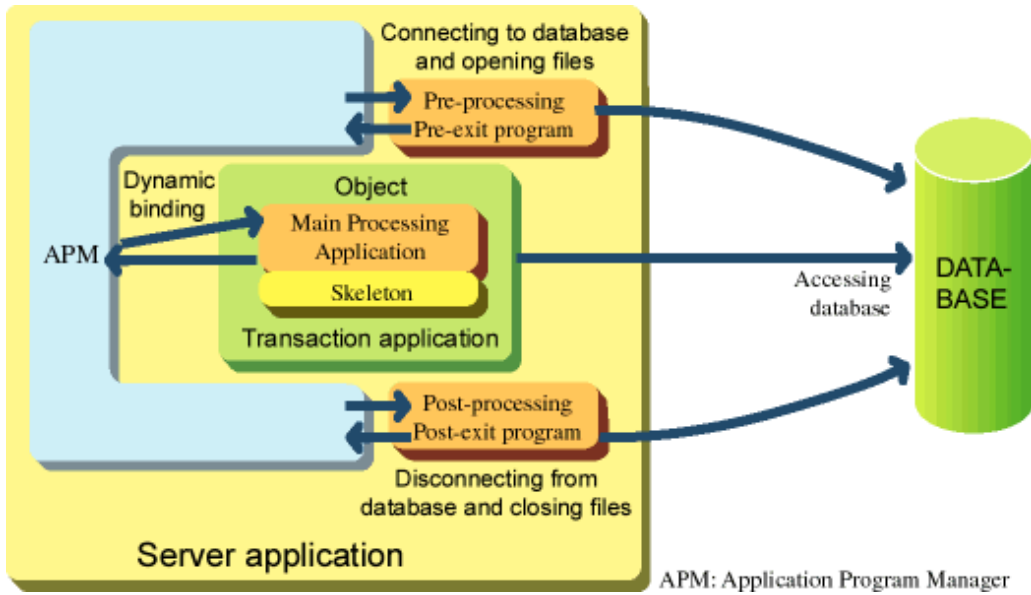 Connecting to database
and opening files
Pre-processing
Pre-exit program
Dynamic
binding
Object
Main Processing
Application
APM
Skeleton
Transaction application
Accessing
database
DATA-
BASE
Post-processing
Post-exit program
Disconnecting from
database and closing files
Server application
APM: Application Program Manager